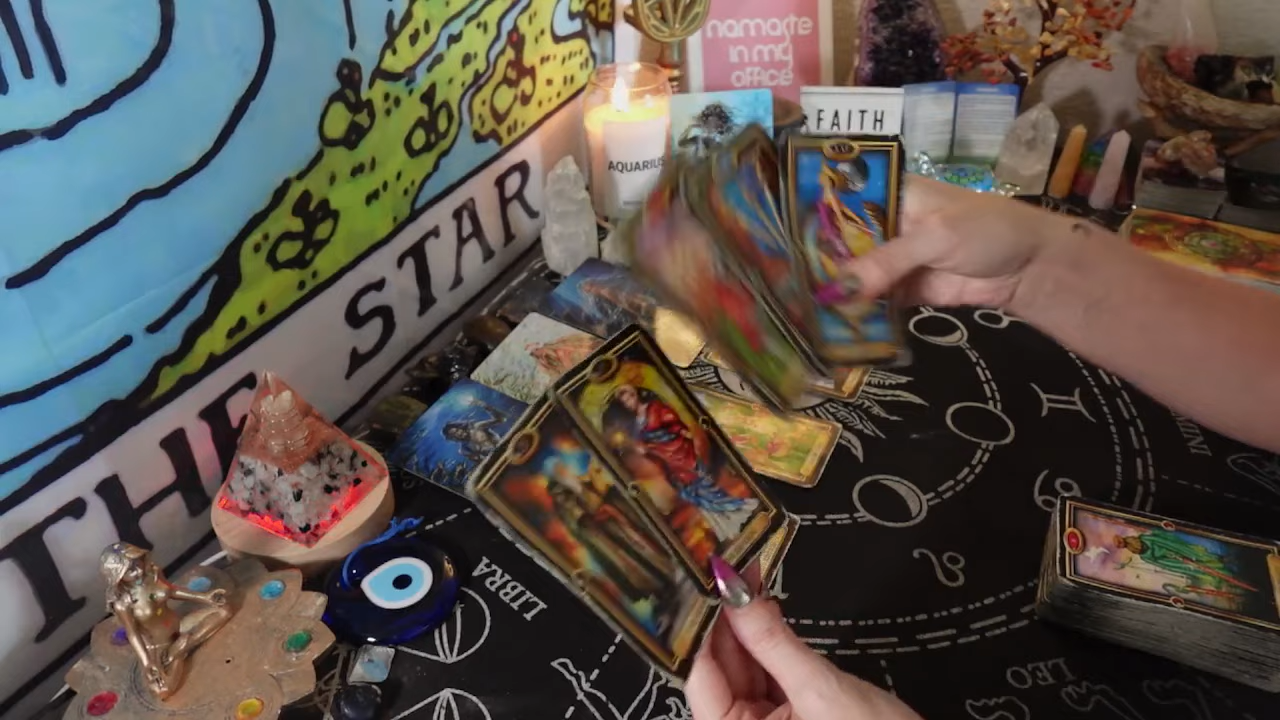 namaste
in my
office
FAITH
AQUARIUS
THE STAR
LIBRA
LEO